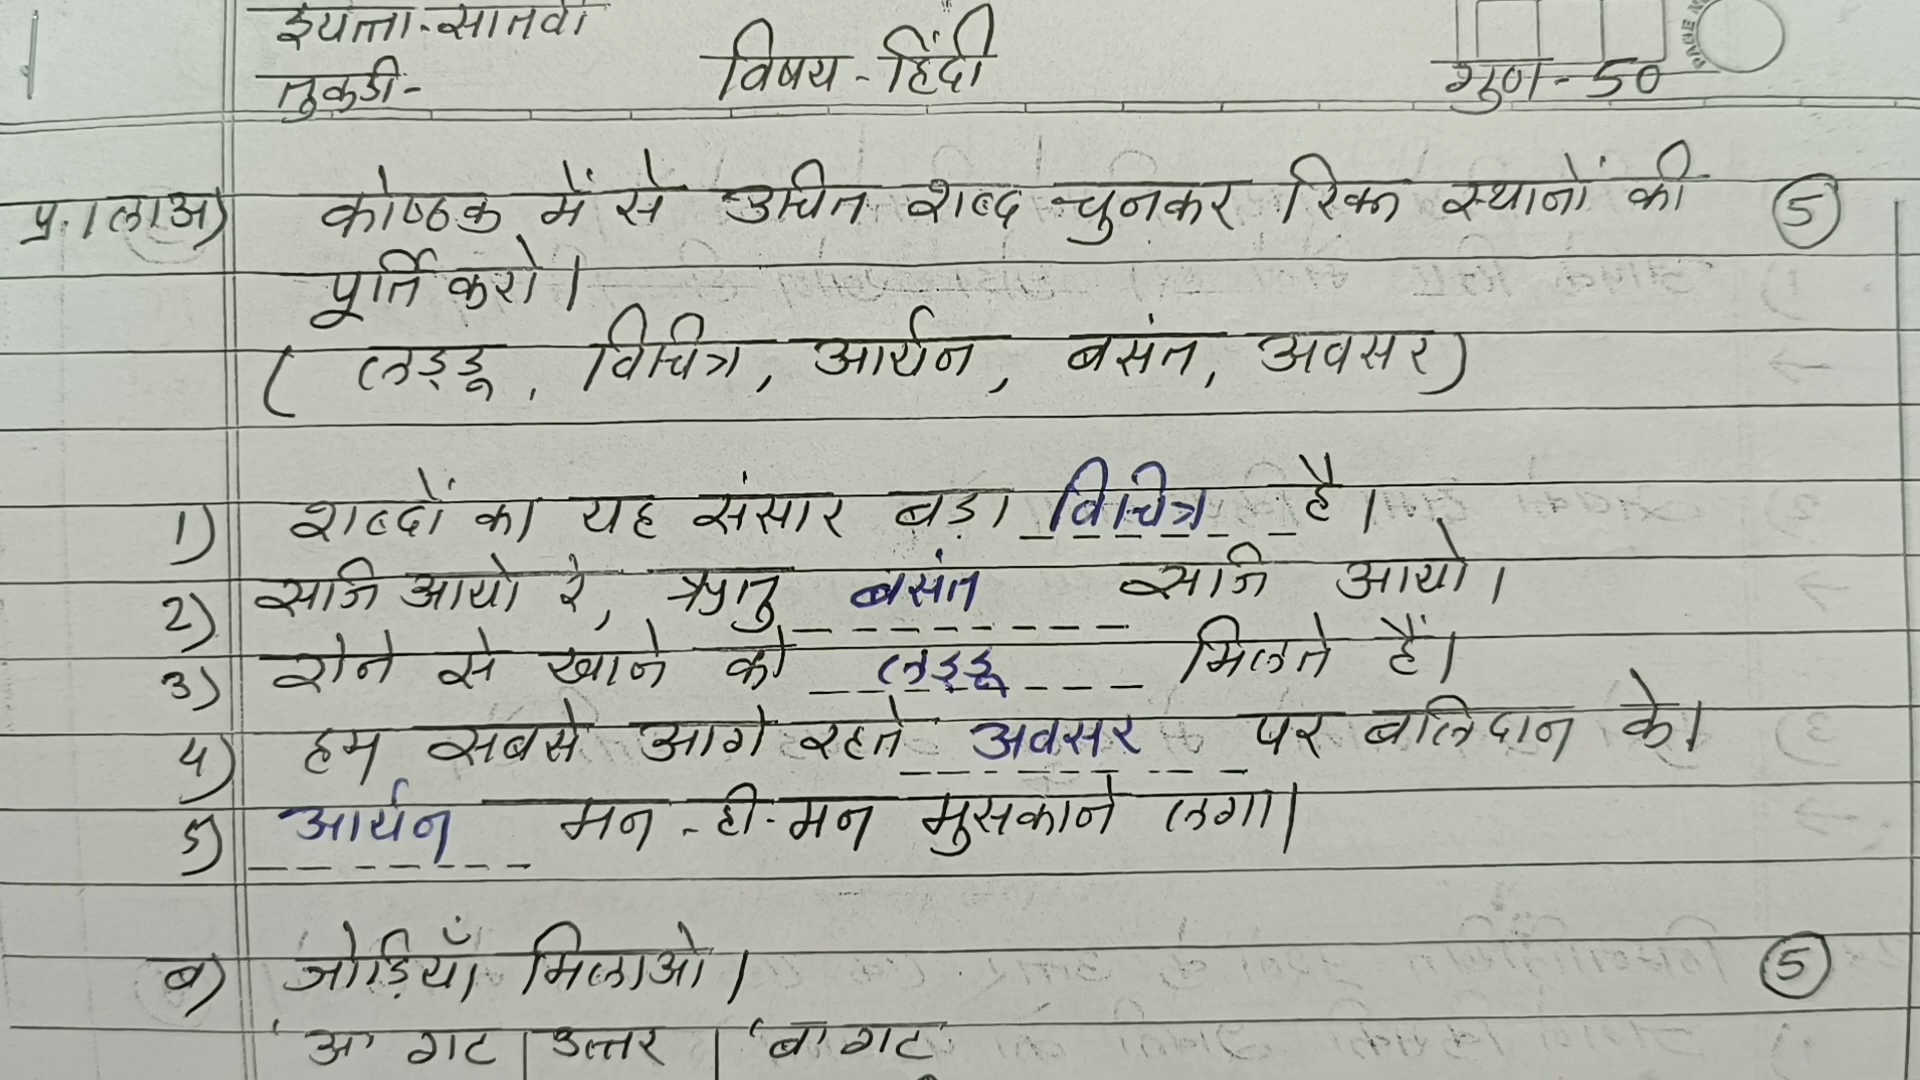 इयत्ता-सातवी
तुकडी-
विषय-हिंदी
गुण-50
PAGE
प्र.1 ला अ) कोष्ठक में से उचित शब्द चुनकर रिक्त स्थानों की 5
पूर्ति करो।
( लड्डू, विचित्र, आर्यन, बसंत, अवसर)
1) शब्दों का यह संसार बड़ा विचित्र है।
2) साजि आयो रे, ऋतु बसंत साजि आयो।
3) रोने से खाने को लड्डू मिलते हैं।
4) हम सबसे आगे रहते अवसर पर बलिदान के।
5) आर्यन मन-ही-मन मुसकाने लगा।
ब) जोड़ियाँ मिलाओ। 5
'अ' गट | उत्तर | 'ब' गट